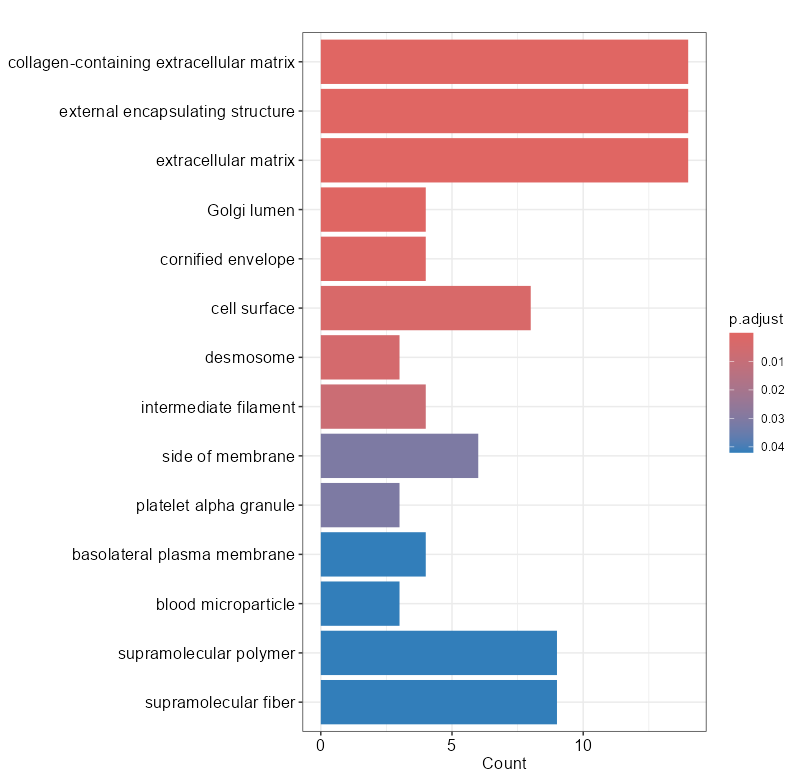 collagen-containing extracellular matrix
external encapsulating structure
extracellular matrix
Golgi lumen
cornified envelope
cell surface
desmosome
intermediate filament
side of membrane
platelet alpha granule
basolateral plasma membrane
blood microparticle
supramolecular polymer
supramolecular fiber
0 5 10
Count
p.adjust
0.01
0.02
0.03
0.04